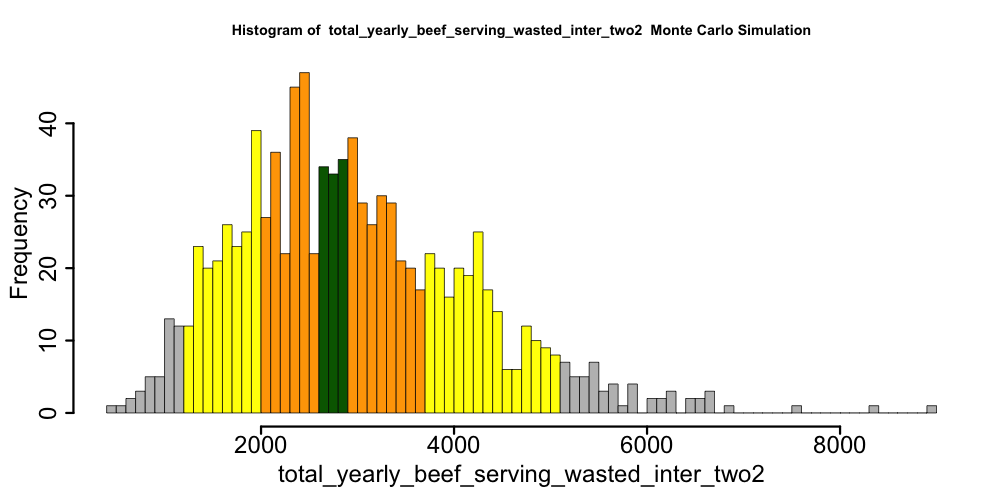 Histogram of  total_yearly_beef_serving_wasted_inter_two2  Monte Carlo Simulation
Frequency
40
30
20
10
0
2000 4000 6000 8000
total_yearly_beef_serving_wasted_inter_two2